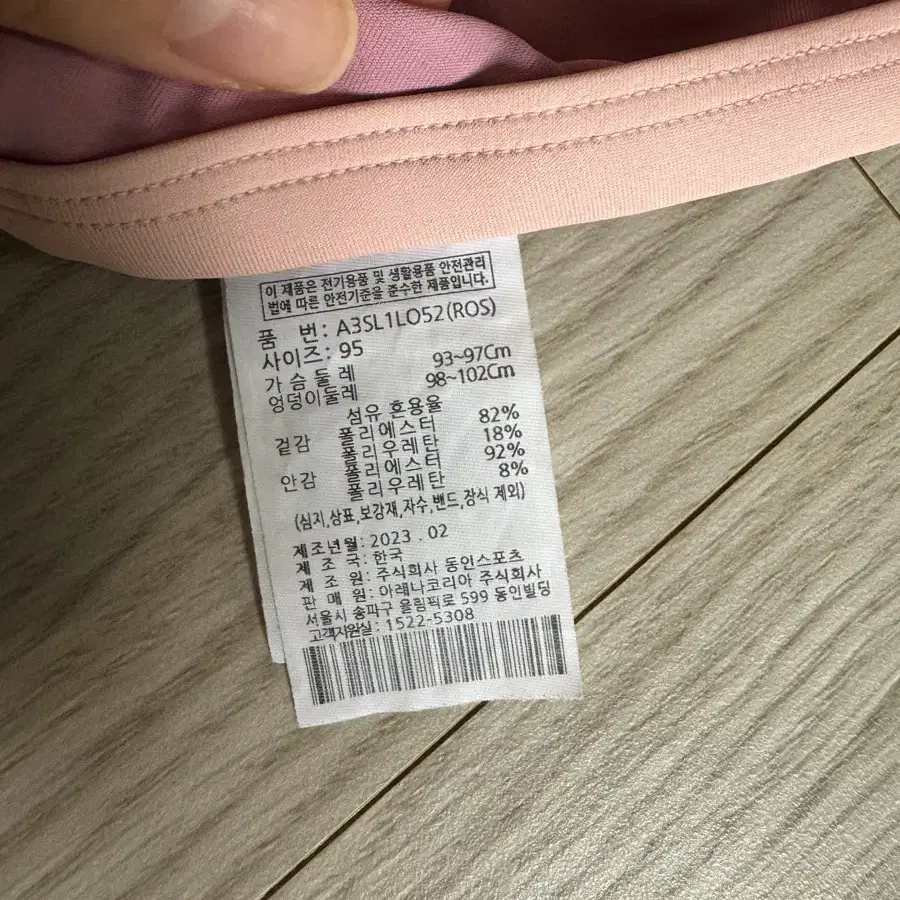 이 제품은 전기용품 및 생활용품 안전관리
법에 따른 안전기준을 준수한 제품입니다.
품 번: A3SL1LO52(ROS)
사이즈: 95
가슴둘레 93~97Cm
엉덩이둘레 98~102Cm
섬유 혼용율
겉감 폴리에스터 82%
폴리우레탄 18%
안감 폴리에스터 92%
폴리우레탄 8%
(심지,상표,보강재,자수,밴드,장식 제외)
제조년월: 2023 . 02
제 조 국: 한국
제 조 원: 주식회사 동인스포츠
판 매 원: 아레나코리아 주식회사
서울시 송파구 올림픽로 599 동인빌딩
고객지원실: 1522-5308